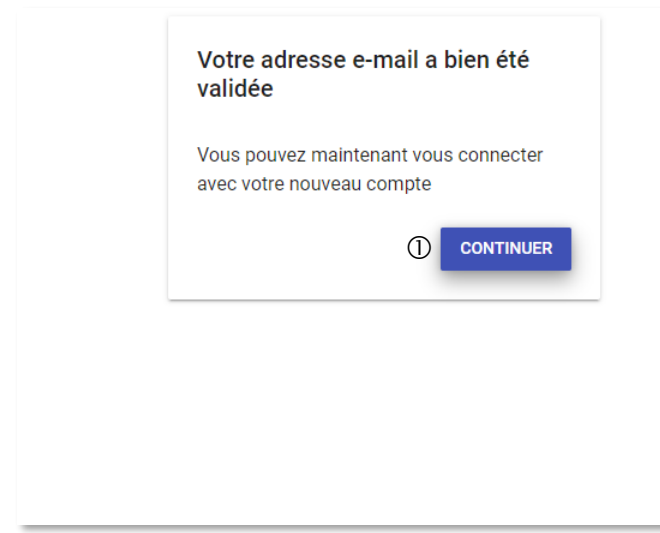 Votre adresse e-mail a bien été
validée
Vous pouvez maintenant vous connecter
avec votre nouveau compte
① CONTINUER